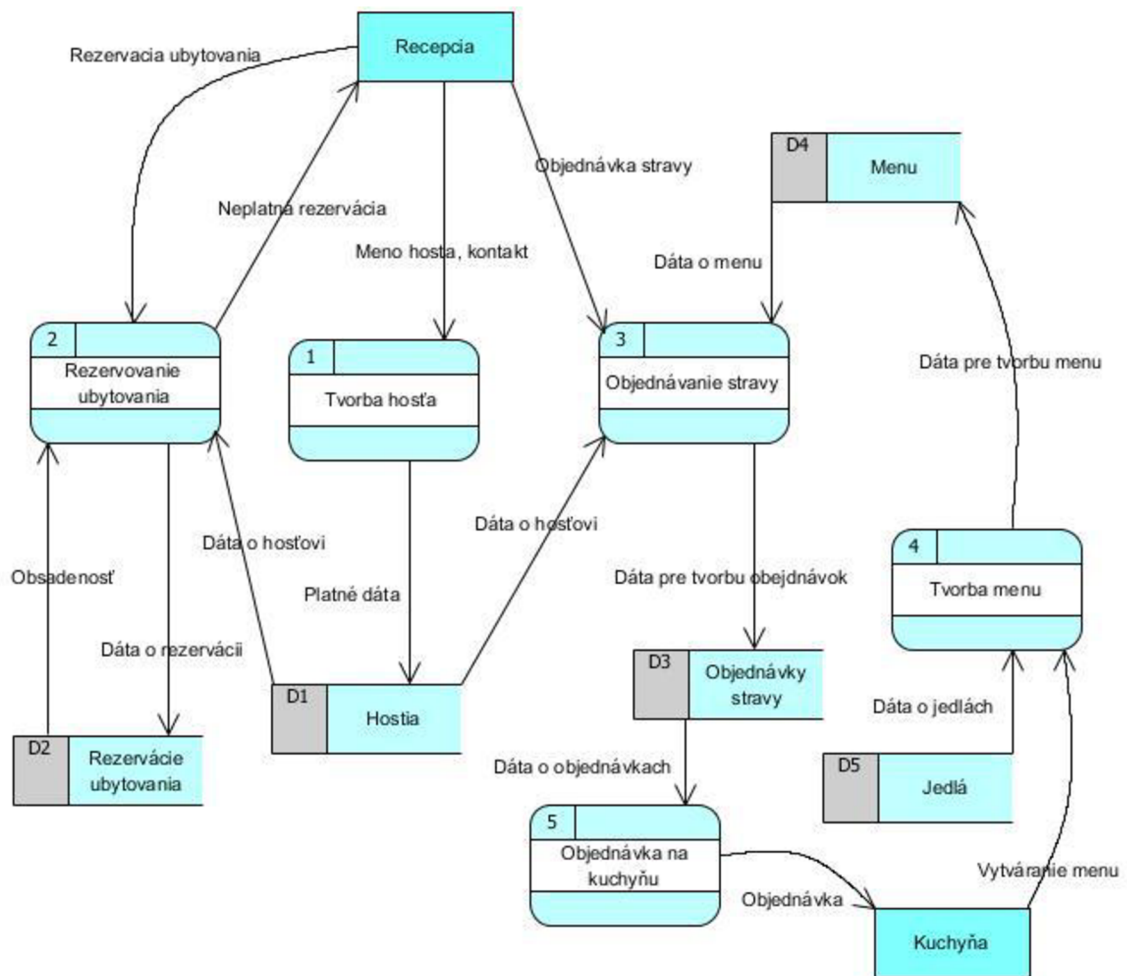 Recepcia
Rezervacia ubytovania
D4
Menu
Objednávka stravy
Neplatná rezervácia
Meno hosta, kontakt
Dáta o menu
2
Rezervovanie
ubytovania
1
Tvorba hosťa
3
Objednávanie stravy
Dáta pre tvorbu menu
Dáta o hosťovi
Dáta o hosťovi
4
Tvorba menu
Obsadenosť
Platné dáta
Dáta pre tvorbu obejdnávok
Dáta o rezervácii
D1
Hostia
D3
Objednávky
stravy
Dáta o jedlách
D2
Rezervácie
ubytovania
Dáta o objednávkach
D5
Jedlá
5
Objednávka na
kuchyňu
Vytváranie menu
Objednávka
Kuchyňa